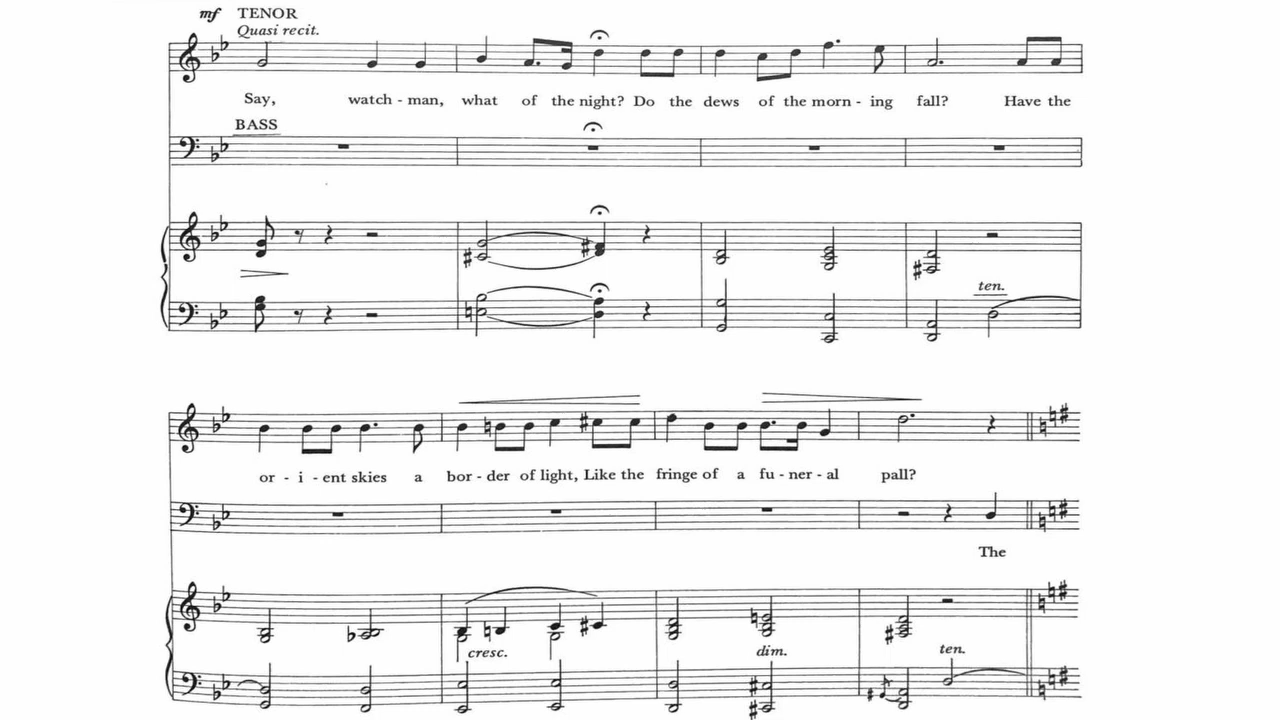 mf TENOR
Quasi recit.
Say, watch - man, what of the night? Do the dews of the morn - ing fall? Have the
BASS
ten.
or - i - ent skies a bor - der of light, Like the fringe of a fu - ner - al pall?
The
cresc. dim. ten.